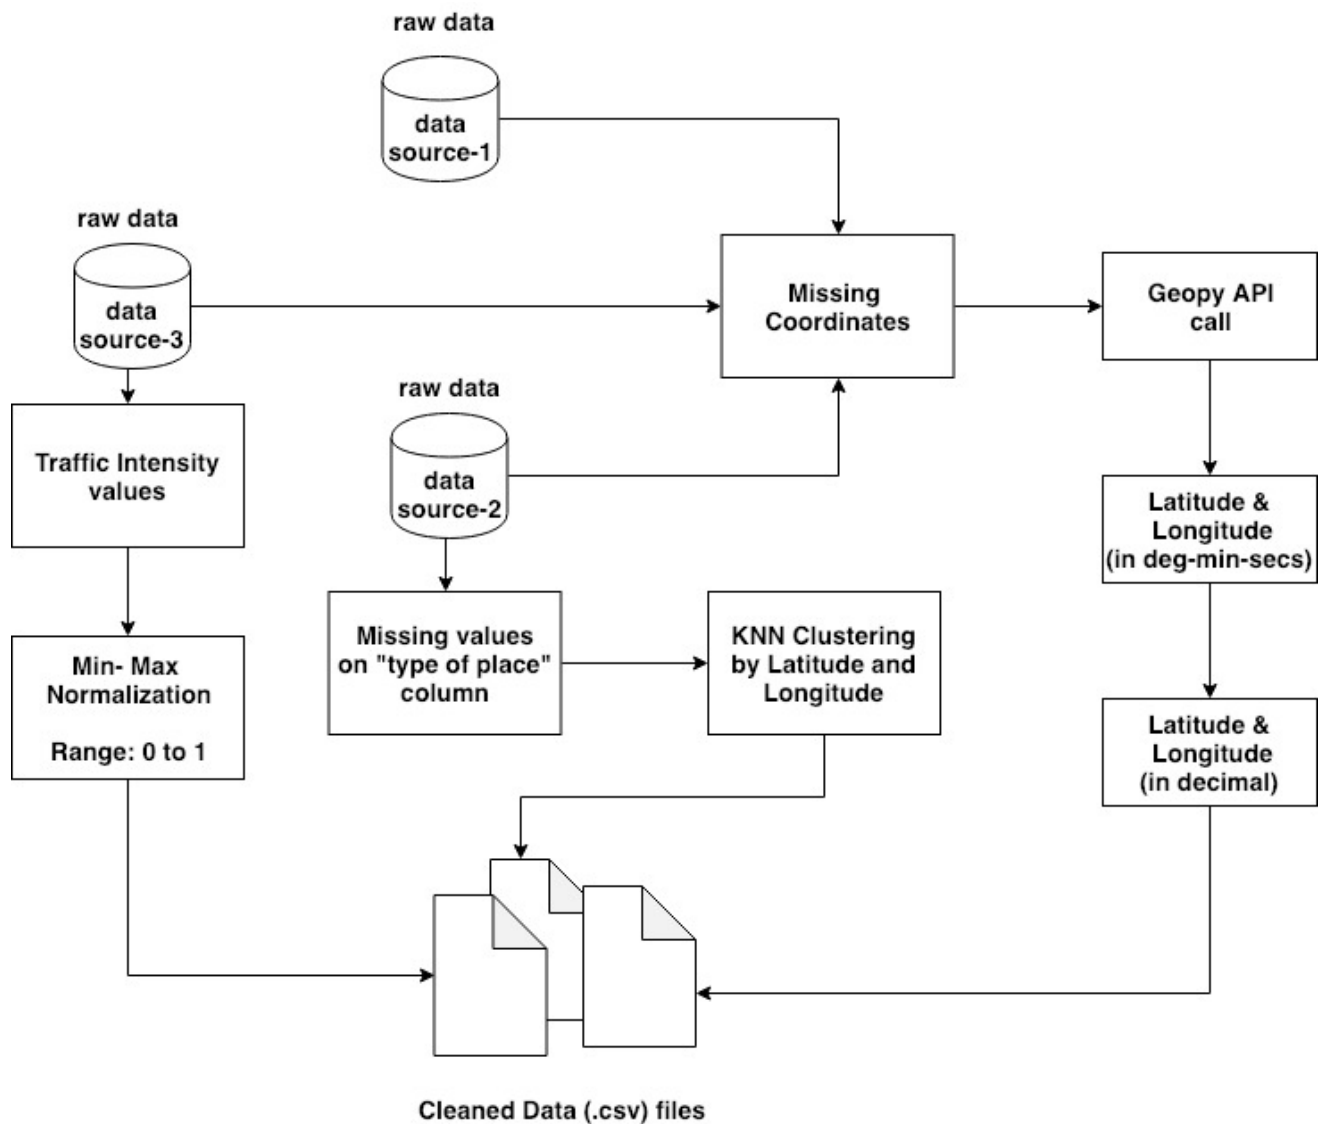 raw data
data
source-1
raw data
data
source-3
Missing
Coordinates
Geopy API
call
raw data
data
source-2
Traffic Intensity
values
Latitude &
Longitude
(in deg-min-secs)
Missing values
on "type of place"
column
KNN Clustering
by Latitude and
Longitude
Min- Max
Normalization
Range: 0 to 1
Latitude &
Longitude
(in decimal)
Cleaned Data (.csv) files